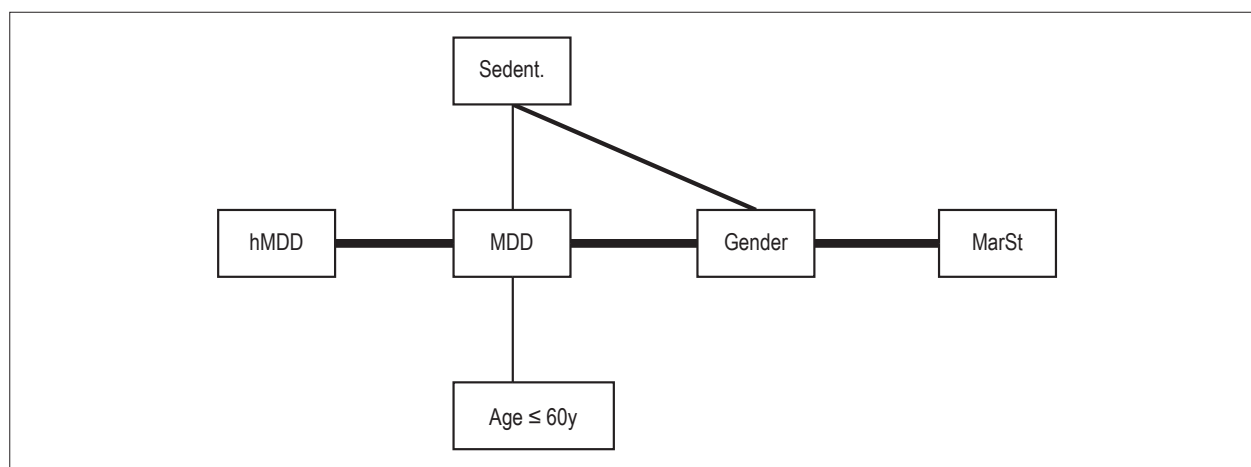 Sedent.
hMDD
MDD
Gender
MarSt
Age ≤ 60y